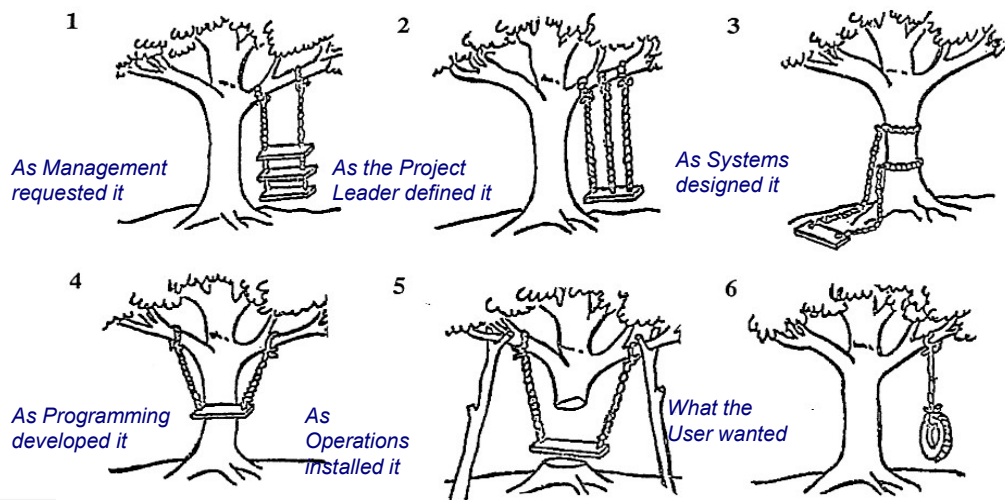 1
As Management
requested it
2
As the Project
Leader defined it
3
As Systems
designed it
4
As Programming
developed it
5
As
Operations
installed it
6
What the
User wanted